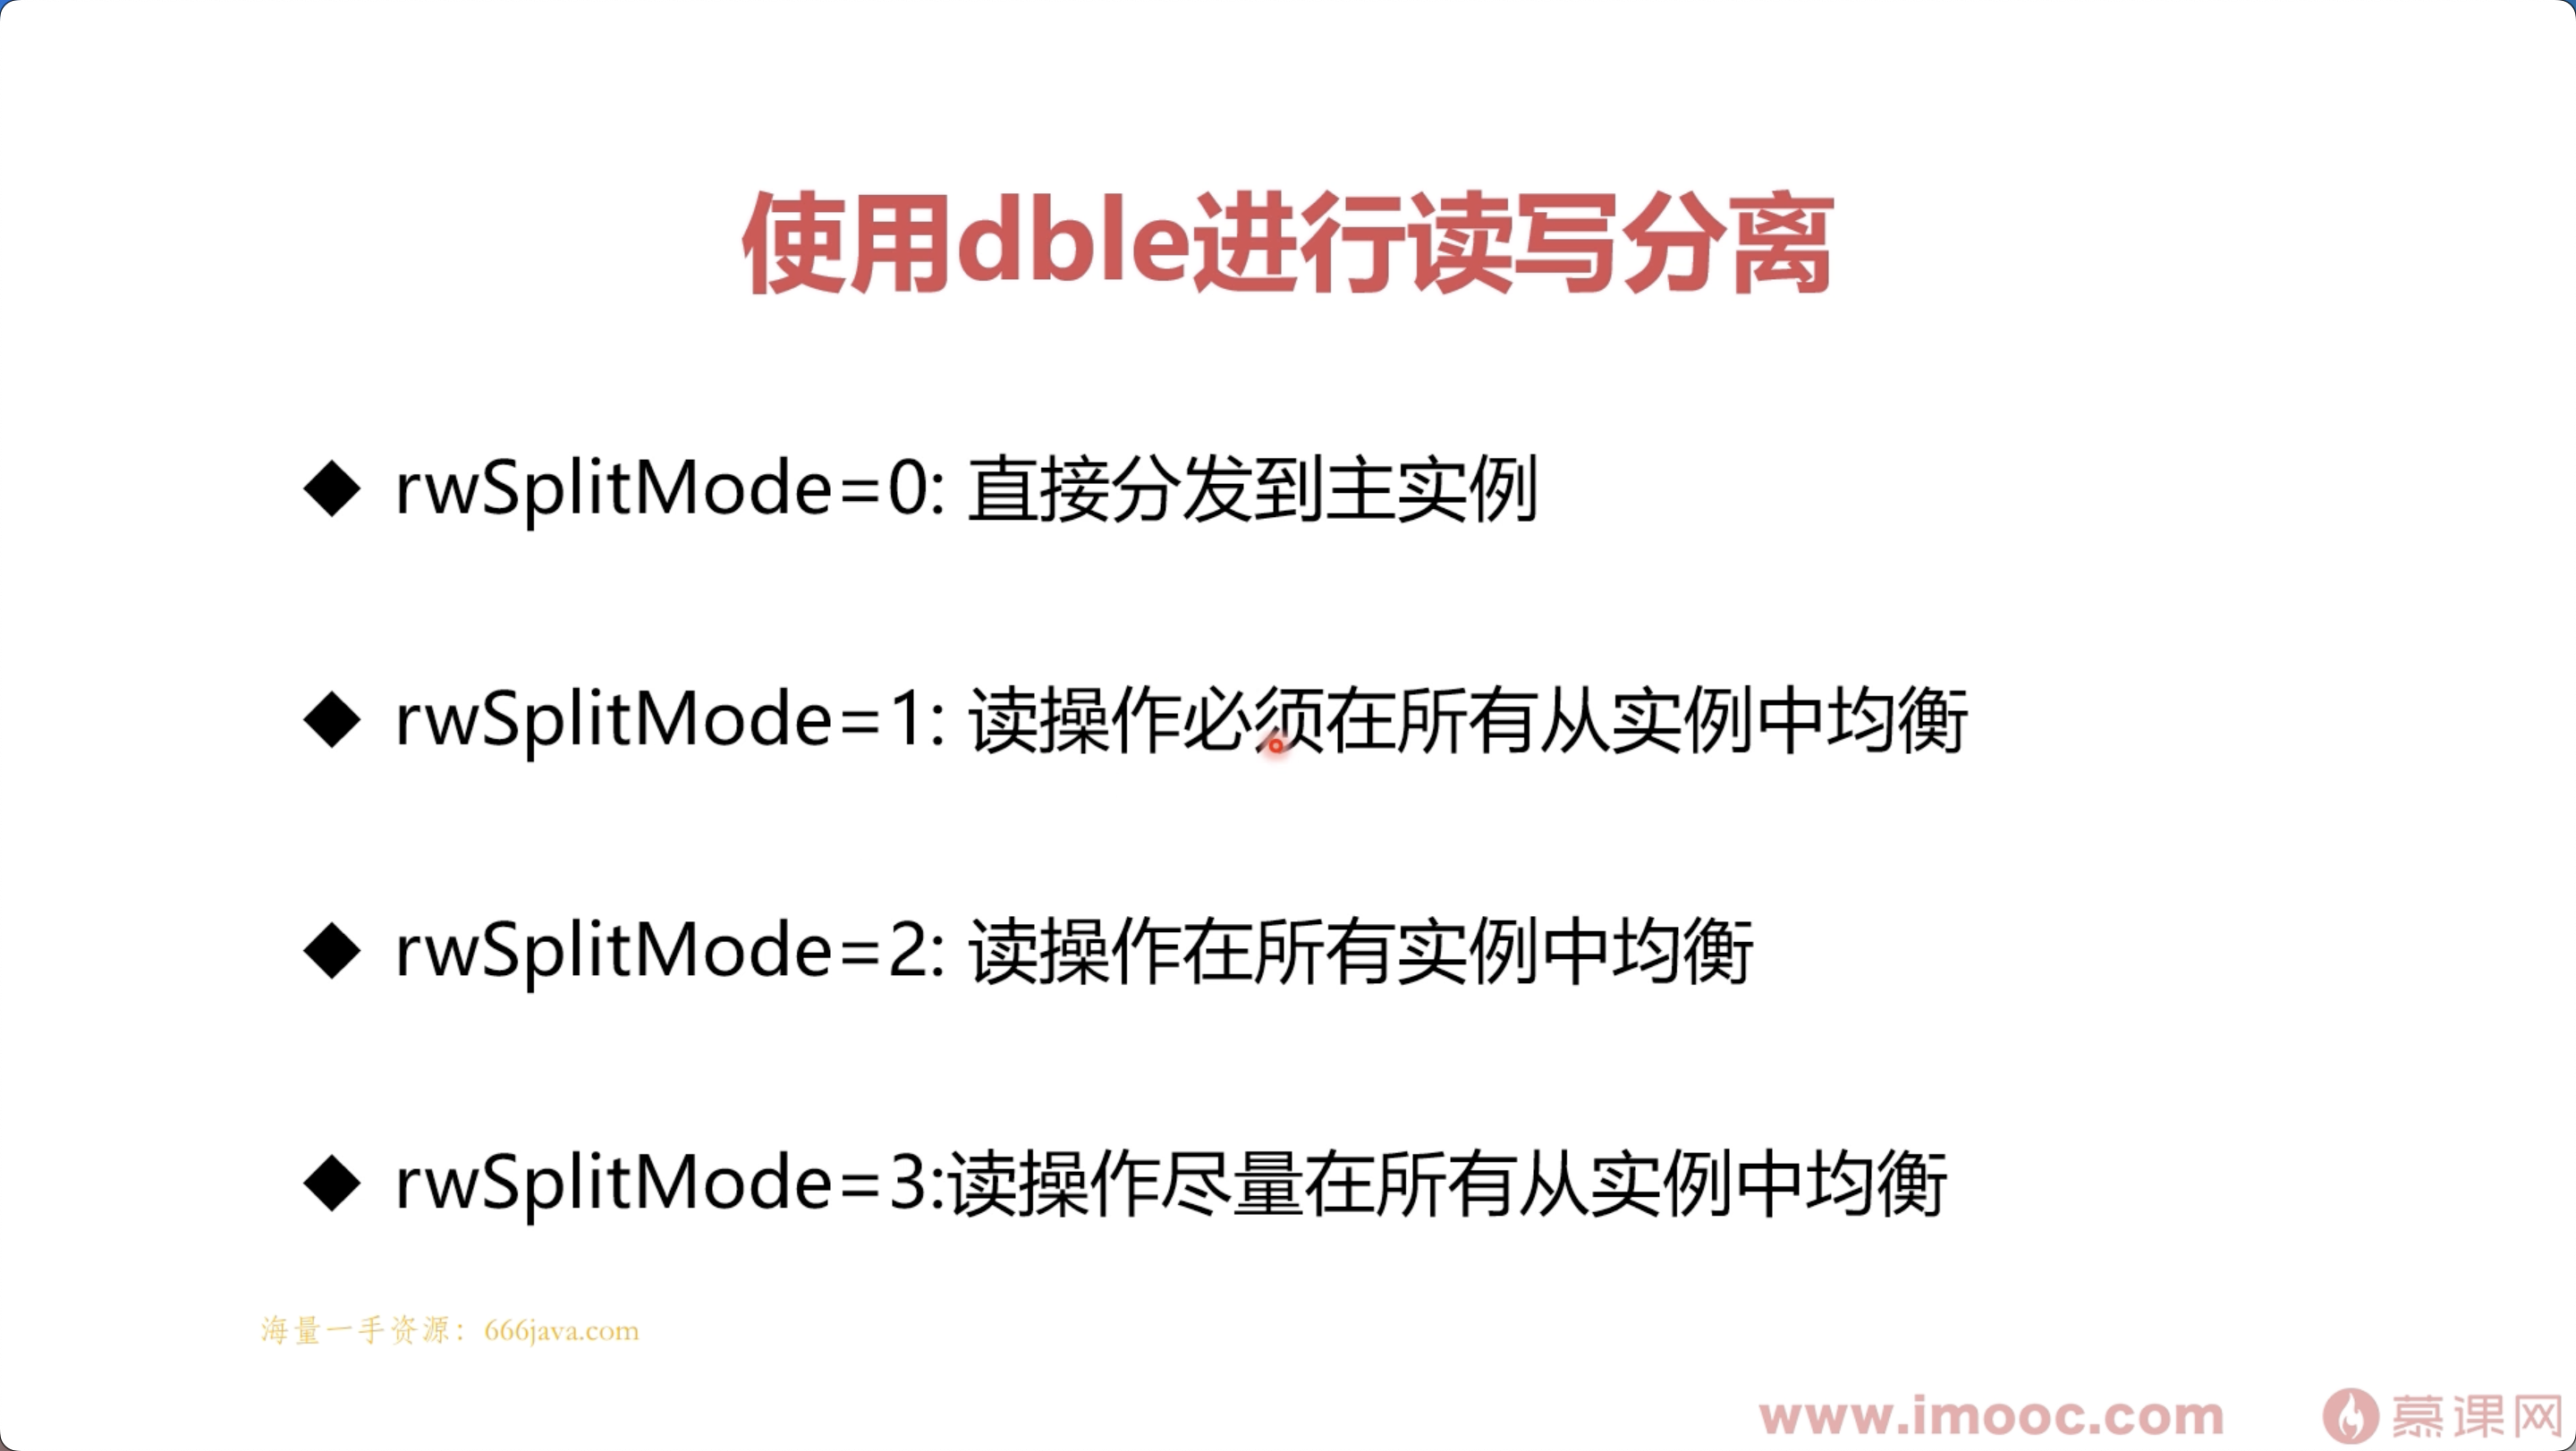 使用dble进行读写分离
◆ rwSplitMode=0: 直接分发到主实例
◆ rwSplitMode=1: 读操作必须在所有从实例中均衡
◆ rwSplitMode=2: 读操作在所有实例中均衡
◆ rwSplitMode=3:读操作尽量在所有从实例中均衡
海量一手资源：666java.com
www.imooc.com 慕课网